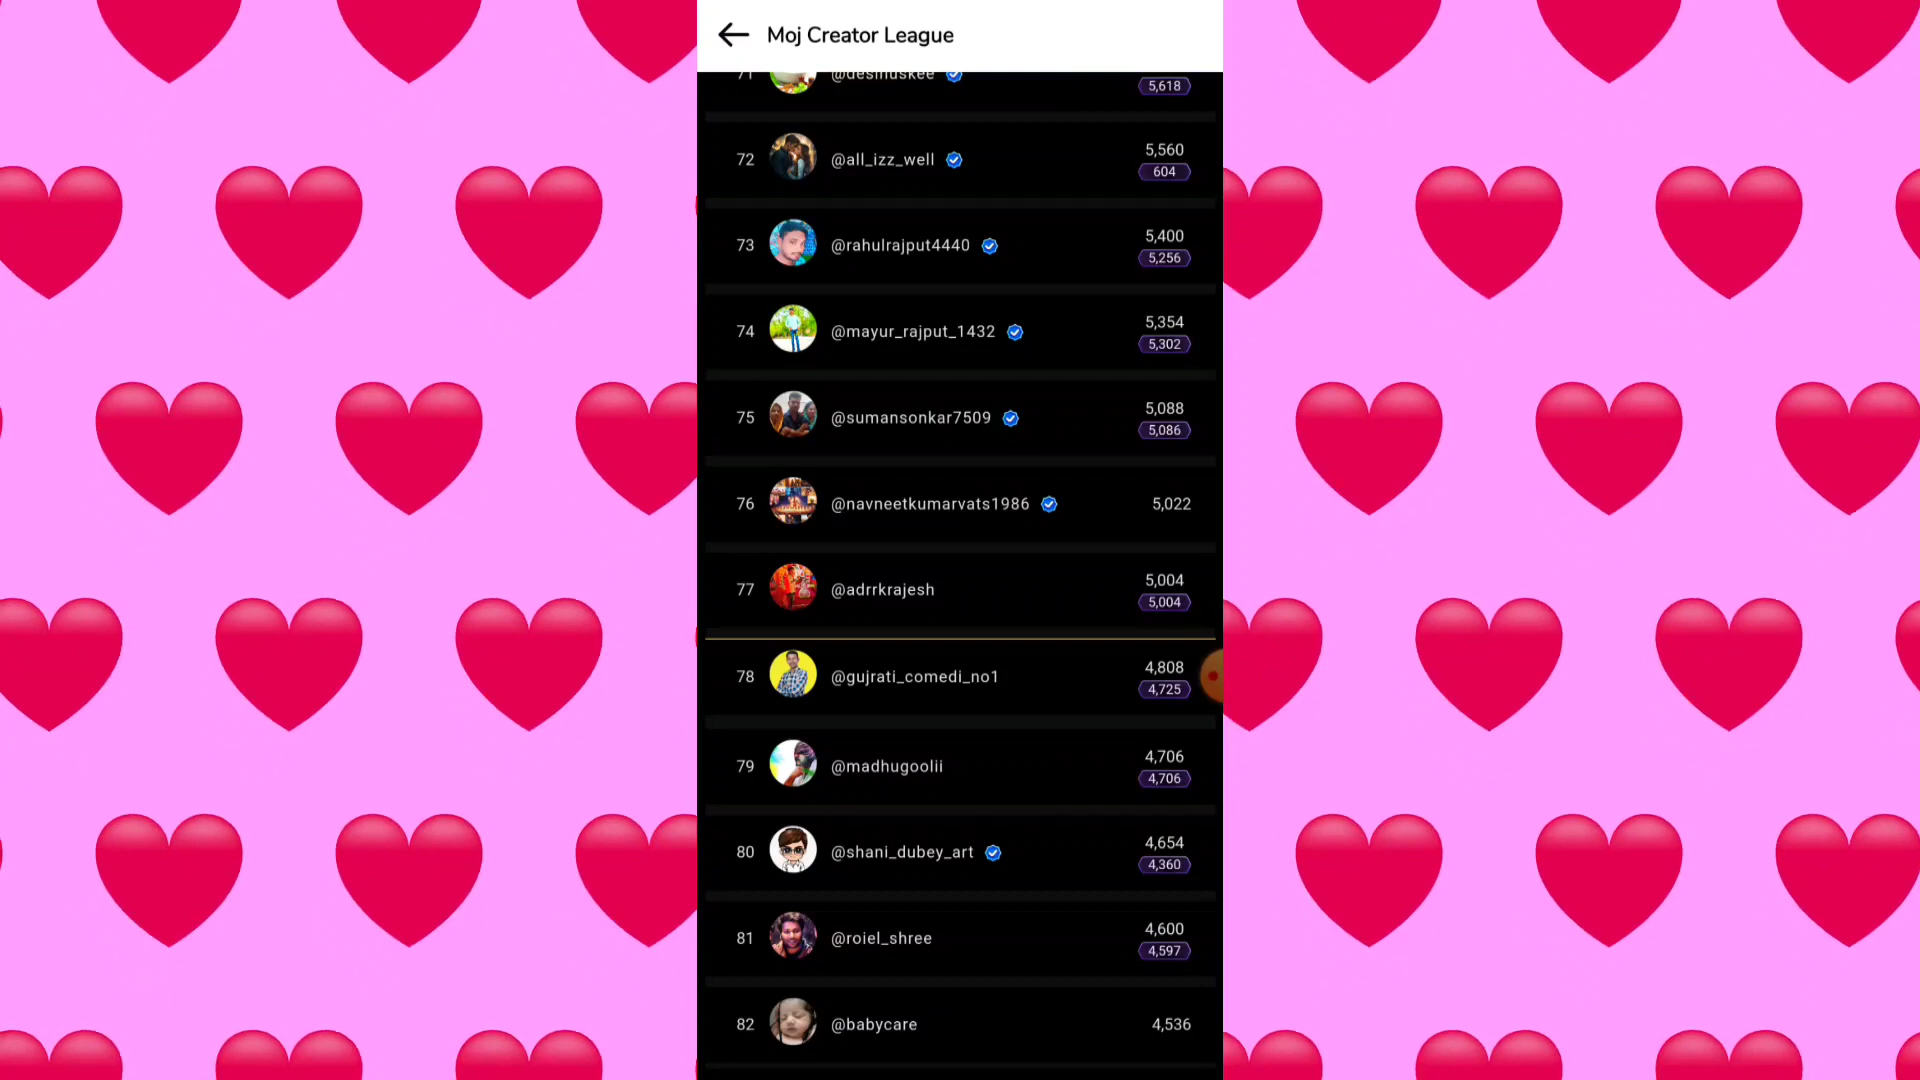 Moj Creator League
71 @desimuskee
5,618
72 @all_izz_well 5,560
604
73 @rahulrajput4440 5,400
5,256
74 @mayur_rajput_1432 5,354
5,302
75 @sumansonkar7509 5,088
5,086
76 @navneetkumarvats1986 5,022
77 @adrrkrajesh 5,004
5,004
78 @gujrati_comedi_no1 4,808
4,725
79 @madhugoolii 4,706
4,706
80 @shani_dubey_art 4,654
4,360
81 @roiel_shree 4,600
4,597
82 @babycare 4,536